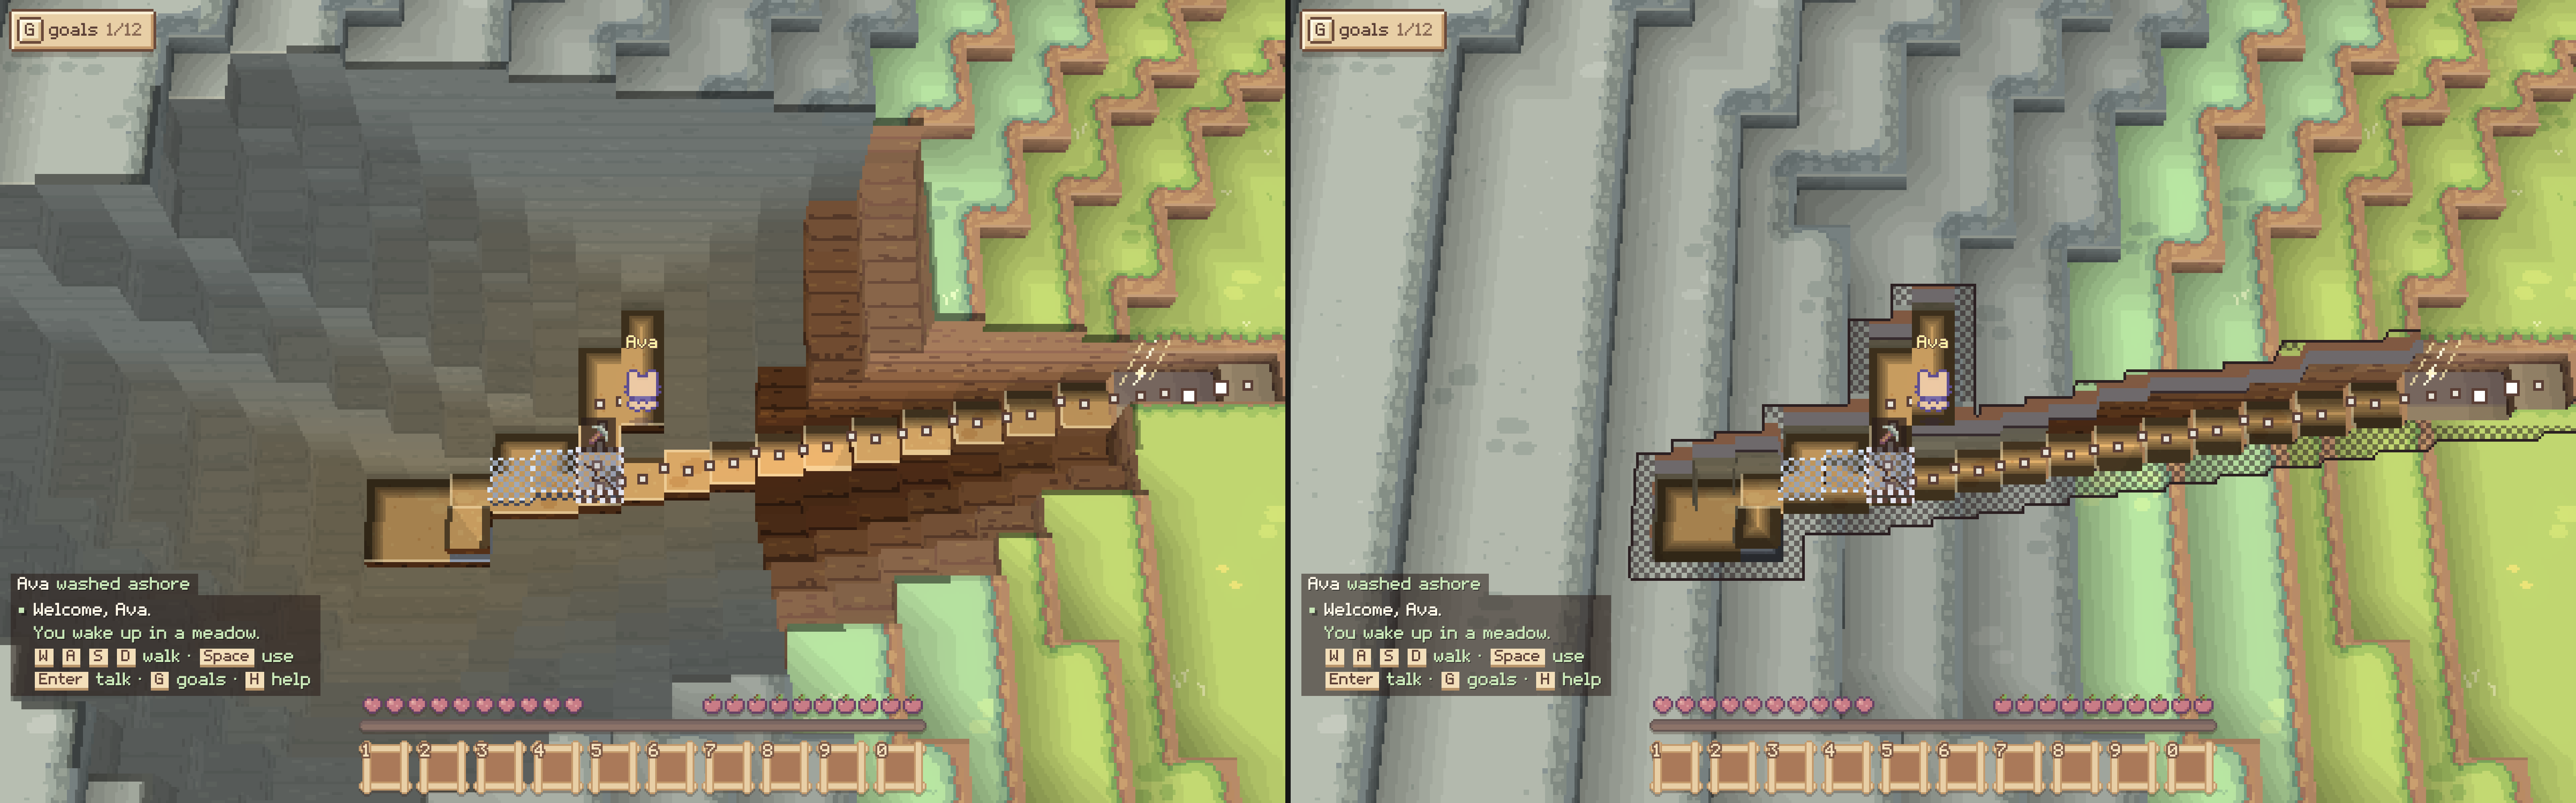 G goals 1/12
Ava
Ava washed ashore
▪ Welcome, Ava.
You wake up in a meadow.
W A S D walk · Space use
Enter talk · G goals · H help
1 2 3 4 5 6 7 8 9 0
G goals 1/12
Ava
Ava washed ashore
▪ Welcome, Ava.
You wake up in a meadow.
W A S D walk · Space use
Enter talk · G goals · H help
1 2 3 4 5 6 7 8 9 0